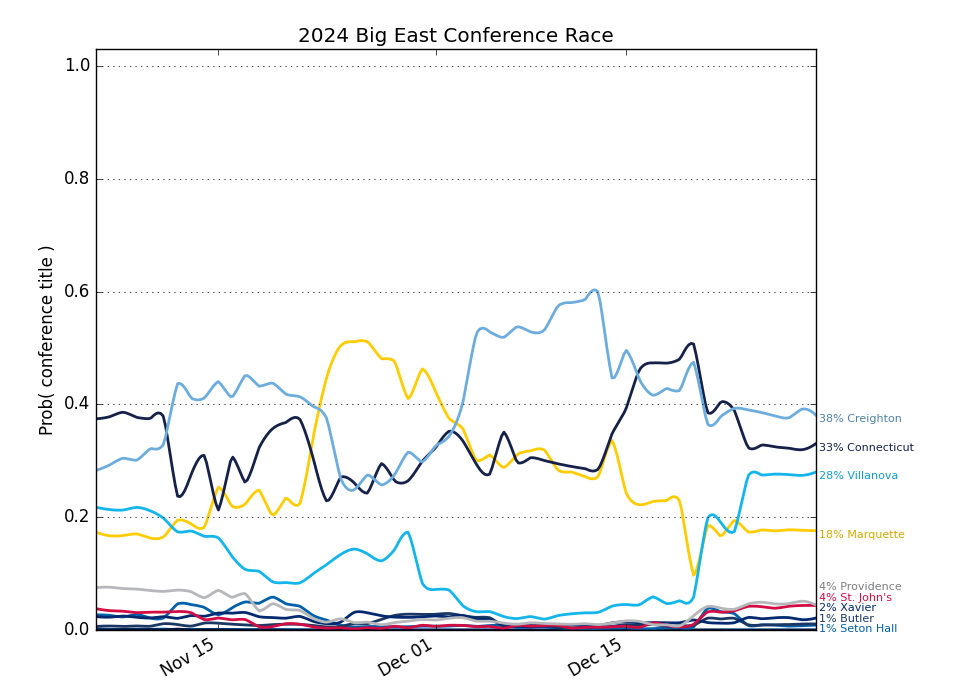 2024 Big East Conference Race
Prob( conference title )
1.0
0.8
0.6
0.4
0.2
0.0
Nov 15
Dec 01
Dec 15
38% Creighton
33% Connecticut
28% Villanova
18% Marquette
4% Providence
4% St. John's
2% Xavier
1% Butler
1% Seton Hall